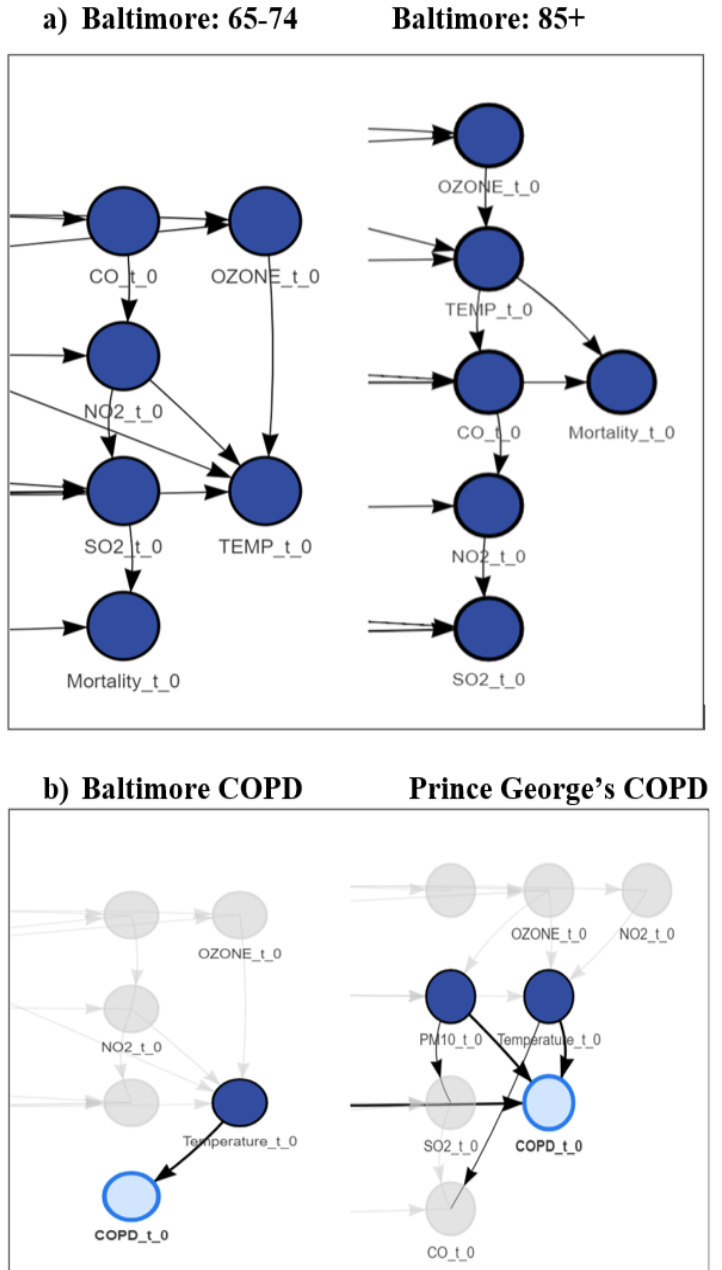 a) Baltimore: 65-74 Baltimore: 85+
OZONE_t_0
CO_t_0 OZONE_t_0
TEMP_t_0
NO2_t_0
CO_t_0 Mortality_t_0
SO2_t_0 TEMP_t_0
NO2_t_0
Mortality_t_0
SO2_t_0
b) Baltimore COPD Prince George’s COPD
OZONE_t_0 NO2_t_0
OZONE_t_0
PM10_t_0 Temperature_t_0
NO2_t_0
Temperature_t_0
SO2_t_0 COPD_t_0
COPD_t_0
CO_t_0